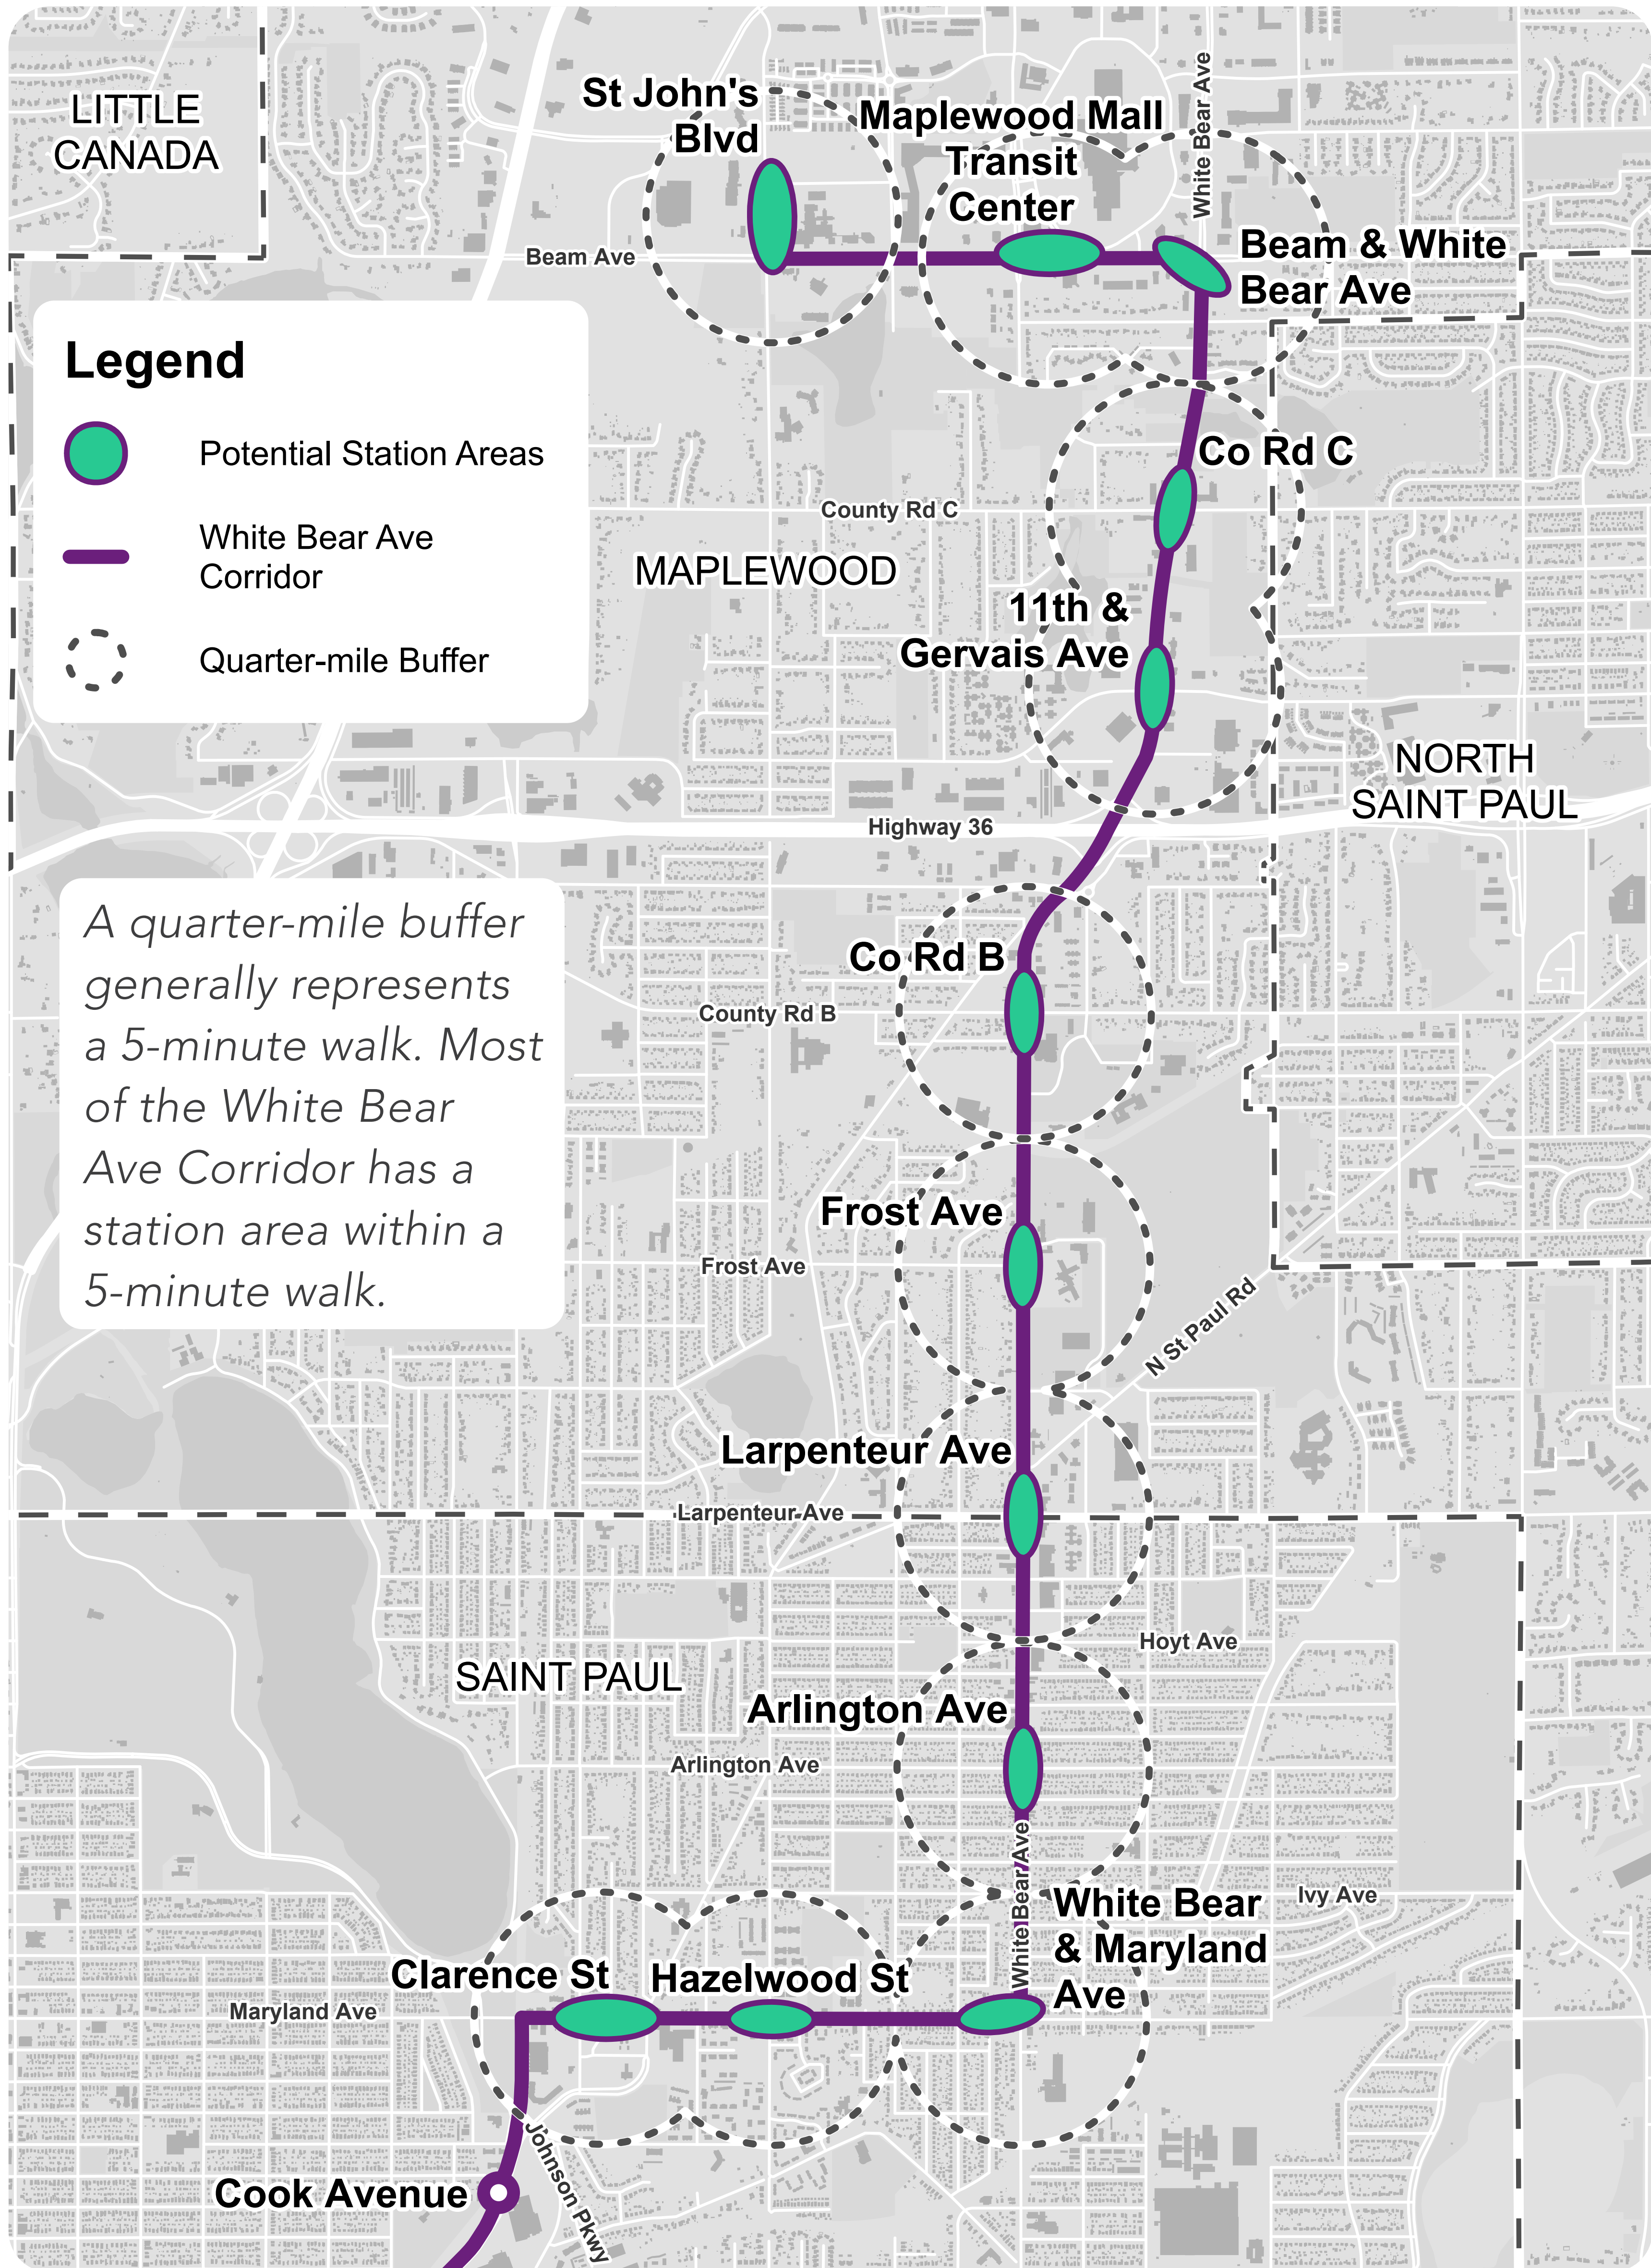 St John's
Blvd
LITTLE
CANADA
Maplewood Mall
Transit
Center
White Bear Ave
Beam Ave
Beam & White
Bear Ave
Legend
Potential Station Areas
White Bear Ave
Corridor
Quarter-mile Buffer
Co Rd C
County Rd C
MAPLEWOOD
11th &
Gervais Ave
NORTH
SAINT PAUL
Highway 36
A quarter-mile buffer
generally represents
a 5-minute walk. Most
of the White Bear
Ave Corridor has a
station area within a
5-minute walk.
Co Rd B
County Rd B
Frost Ave
Frost Ave
N St Paul Rd
Larpenteur Ave
Larpenteur Ave
Hoyt Ave
SAINT PAUL
Arlington Ave
Arlington Ave
White Bear Ave
White Bear
& Maryland
Ave
Ivy Ave
Clarence St
Hazelwood St
Maryland Ave
Johnson Pkwy
Cook Avenue